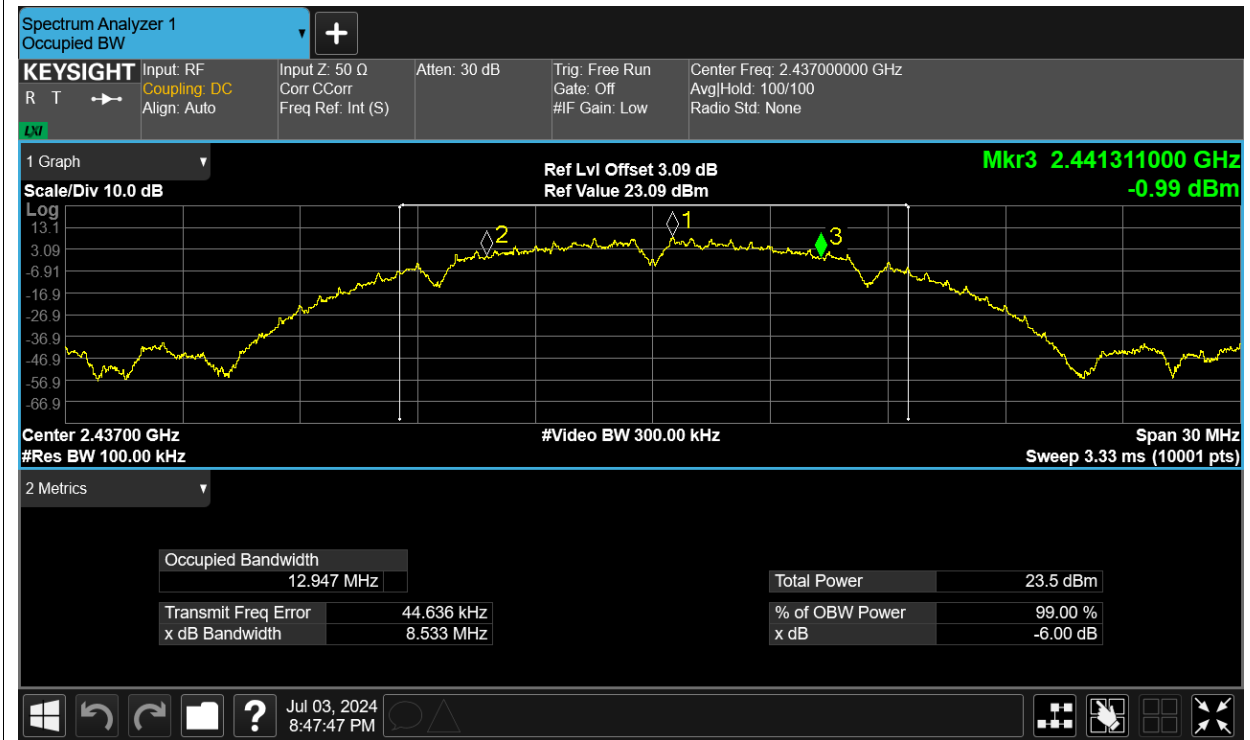 Spectrum Analyzer 1
Occupied BW
+
KEYSIGHT
R T
LXI
Input: RF
Coupling: DC
Align: Auto
Input Z: 50 Ω
Corr CCorr
Freq Ref: Int (S)
Atten: 30 dB
Trig: Free Run
Gate: Off
#IF Gain: Low
Center Freq: 2.437000000 GHz
Avg|Hold: 100/100
Radio Std: None
1 Graph
Scale/Div 10.0 dB
Ref Lvl Offset 3.09 dB
Ref Value 23.09 dBm
Mkr3 2.441311000 GHz
-0.99 dBm
Log
13.1
3.09
-6.91
-16.9
-26.9
-36.9
-46.9
-56.9
-66.9
2
1
3
Center 2.43700 GHz
#Res BW 100.00 kHz
#Video BW 300.00 kHz
Span 30 MHz
Sweep 3.33 ms (10001 pts)
2 Metrics
Occupied Bandwidth
12.947 MHz
Transmit Freq Error 44.636 kHz
x dB Bandwidth 8.533 MHz
Total Power 23.5 dBm
% of OBW Power 99.00 %
x dB -6.00 dB
?
Jul 03, 2024
8:47:47 PM